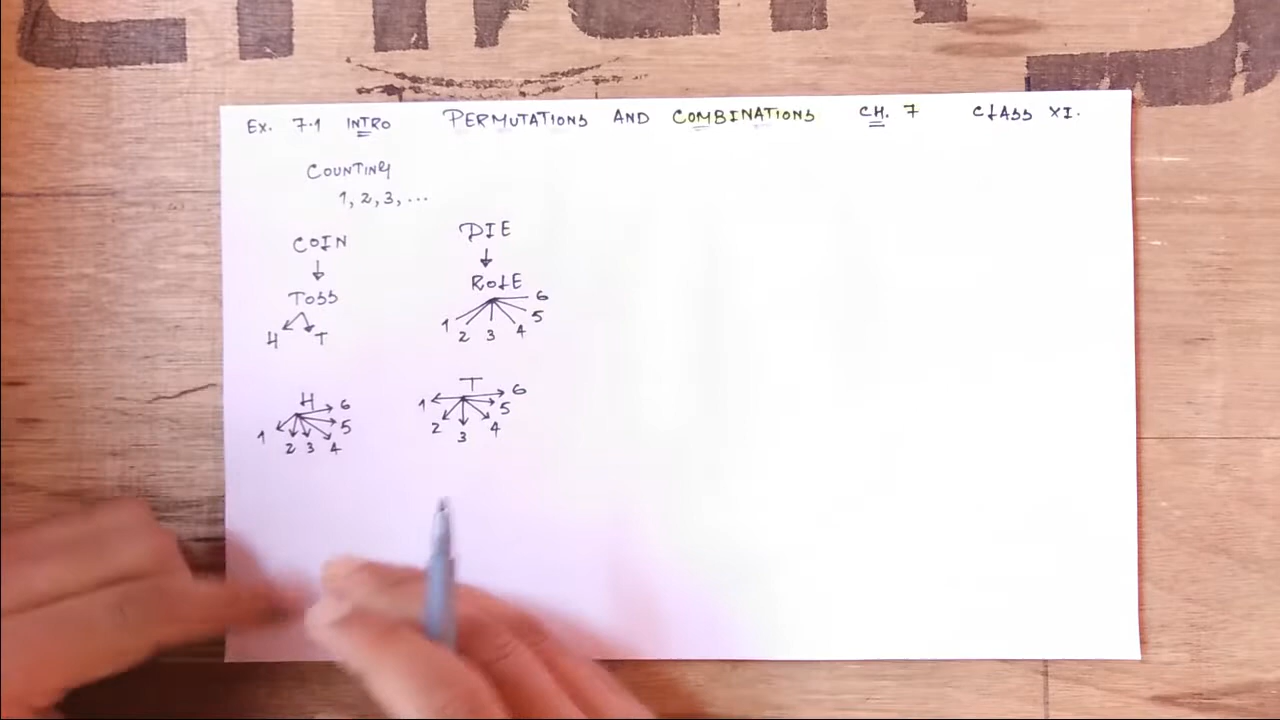 Ex. 7.1 INTRO PERMUTATIONS AND COMBINATIONS CH. 7 CLASS XI.
COUNTING
1, 2, 3, ...
COIN DIE
TOSS ROLE
H T
1 2 3 4 5 6
H
1 2 3 4 5 6
T
1 2 3 4 5 6